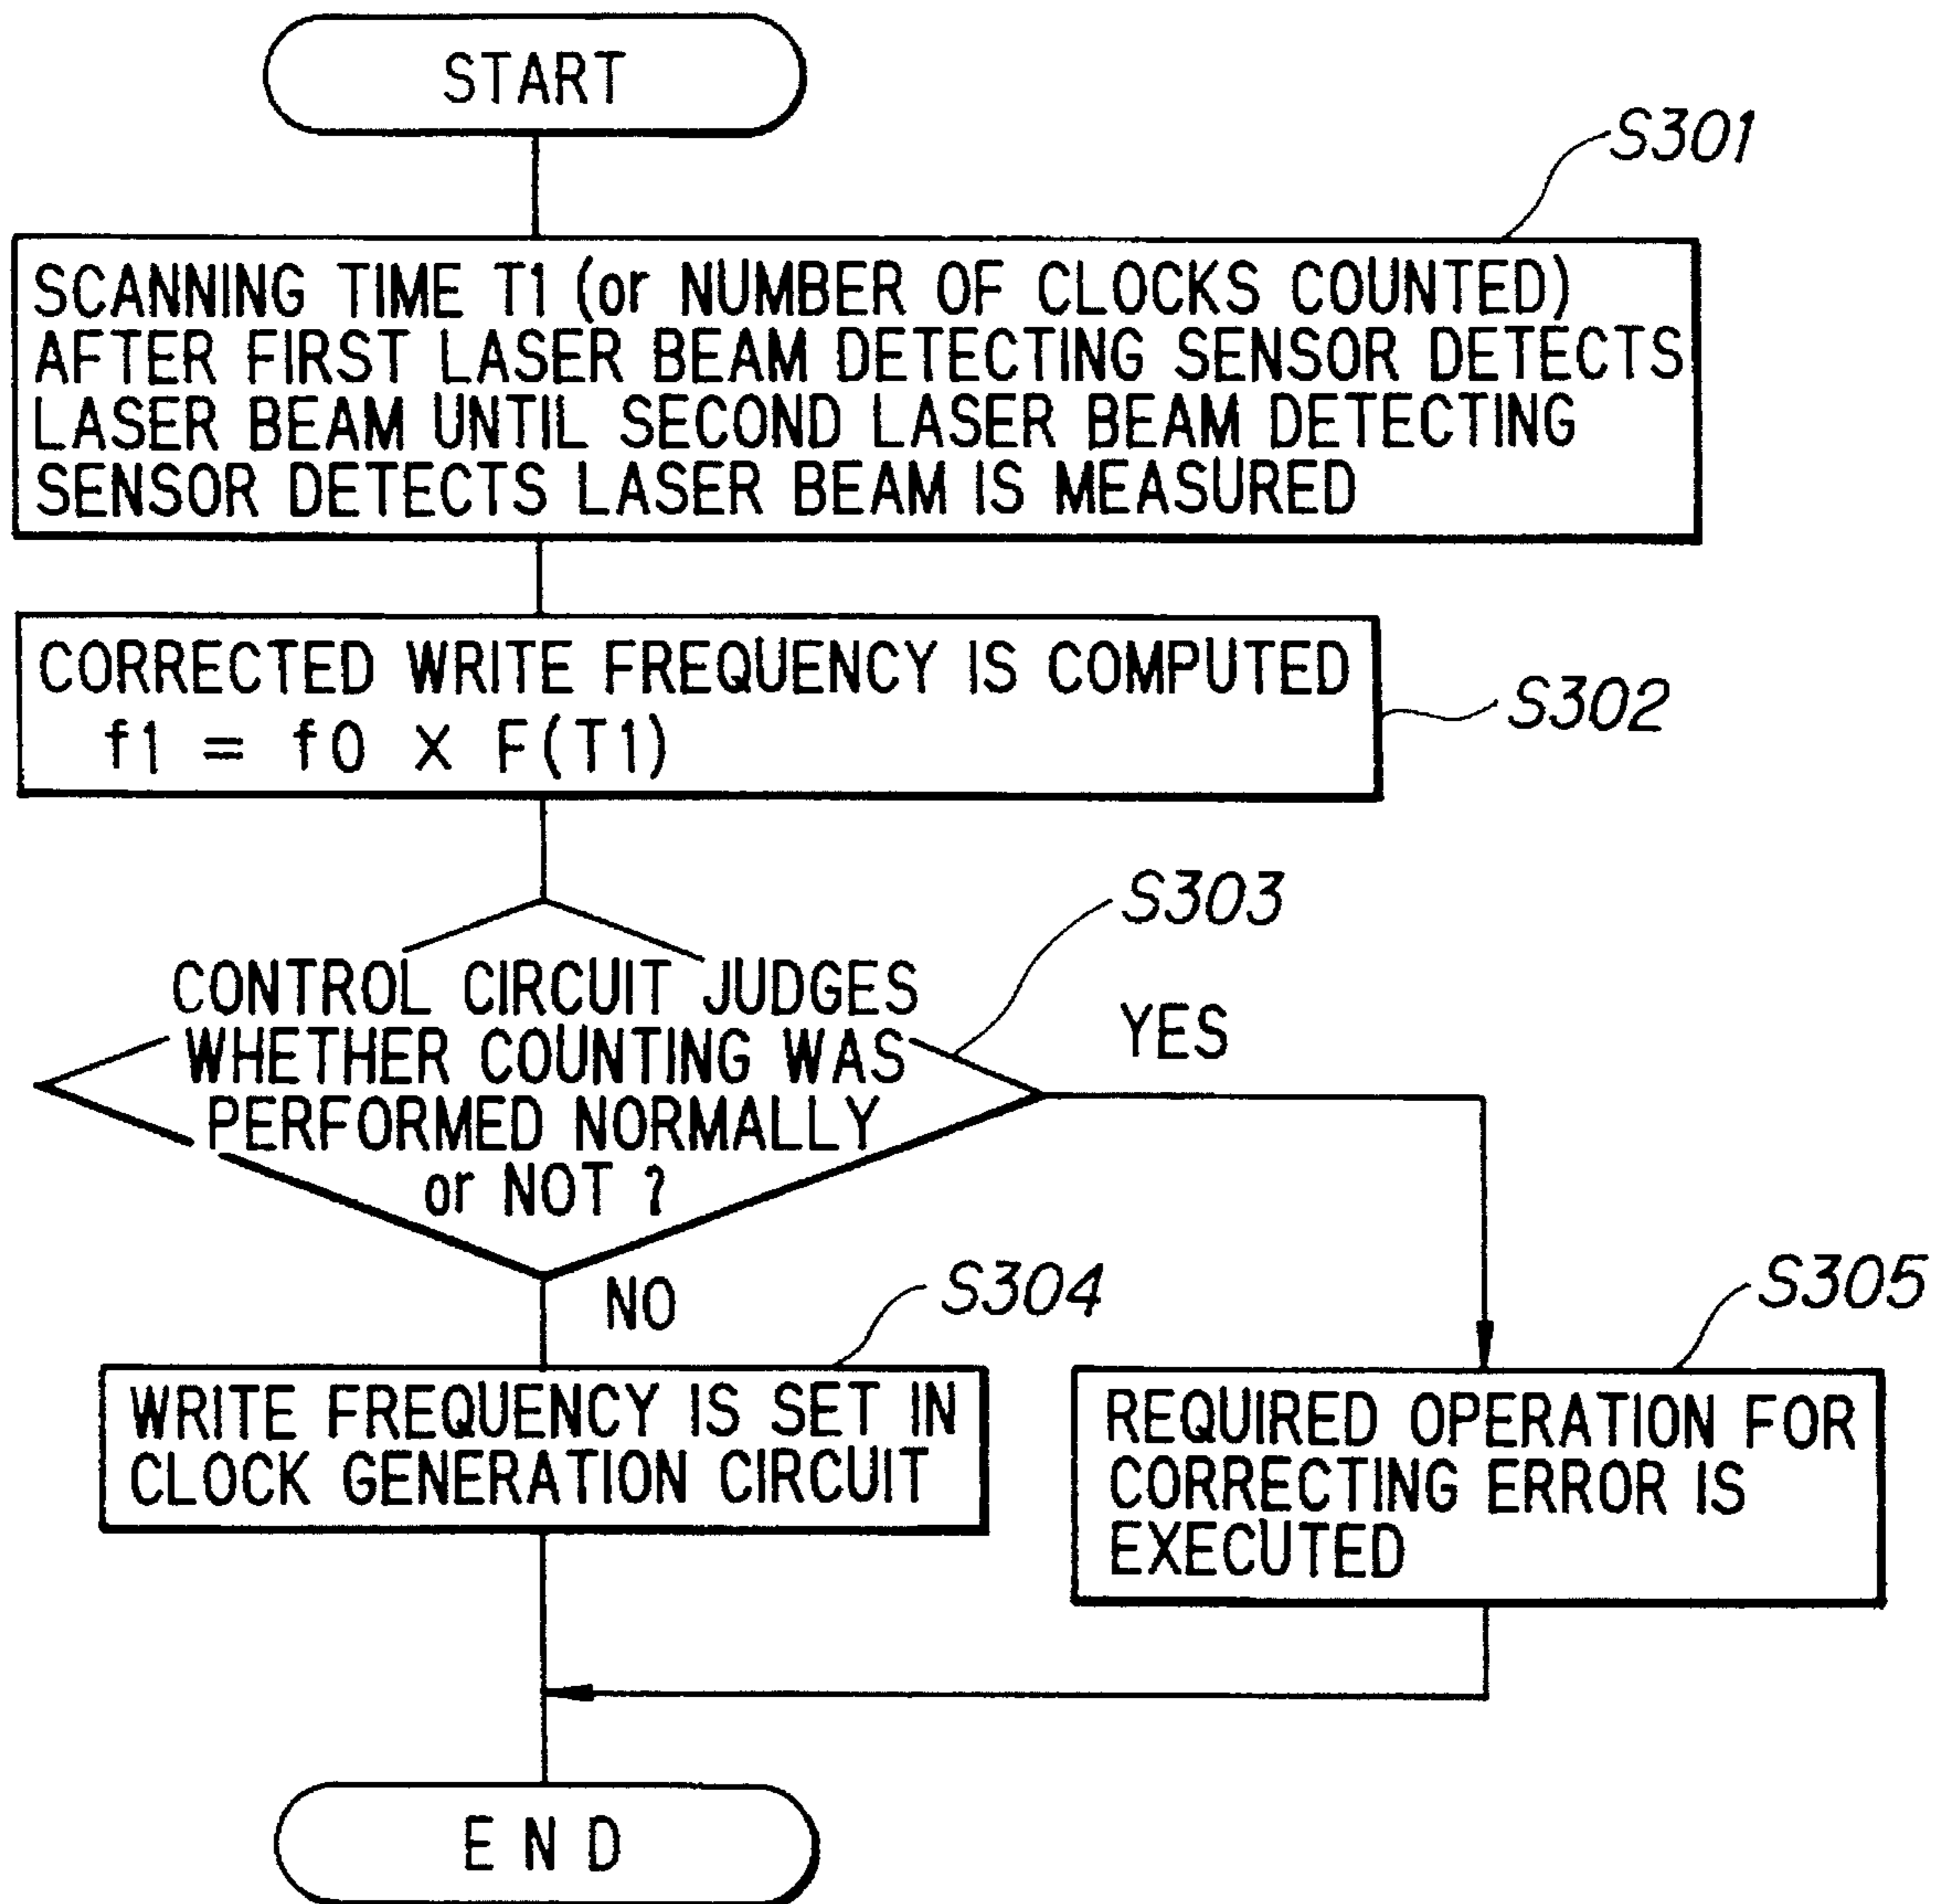 START
S301
SCANNING TIME T1 (or NUMBER OF CLOCKS COUNTED)
AFTER FIRST LASER BEAM DETECTING SENSOR DETECTS
LASER BEAM UNTIL SECOND LASER BEAM DETECTING
SENSOR DETECTS LASER BEAM IS MEASURED
CORRECTED WRITE FREQUENCY IS COMPUTED
f1 = f0 × F(T1)
S302
S303
CONTROL CIRCUIT JUDGES
WHETHER COUNTING WAS
PERFORMED NORMALLY
or NOT ?
YES
NO
S304
S305
WRITE FREQUENCY IS SET IN
CLOCK GENERATION CIRCUIT
REQUIRED OPERATION FOR
CORRECTING ERROR IS
EXECUTED
END